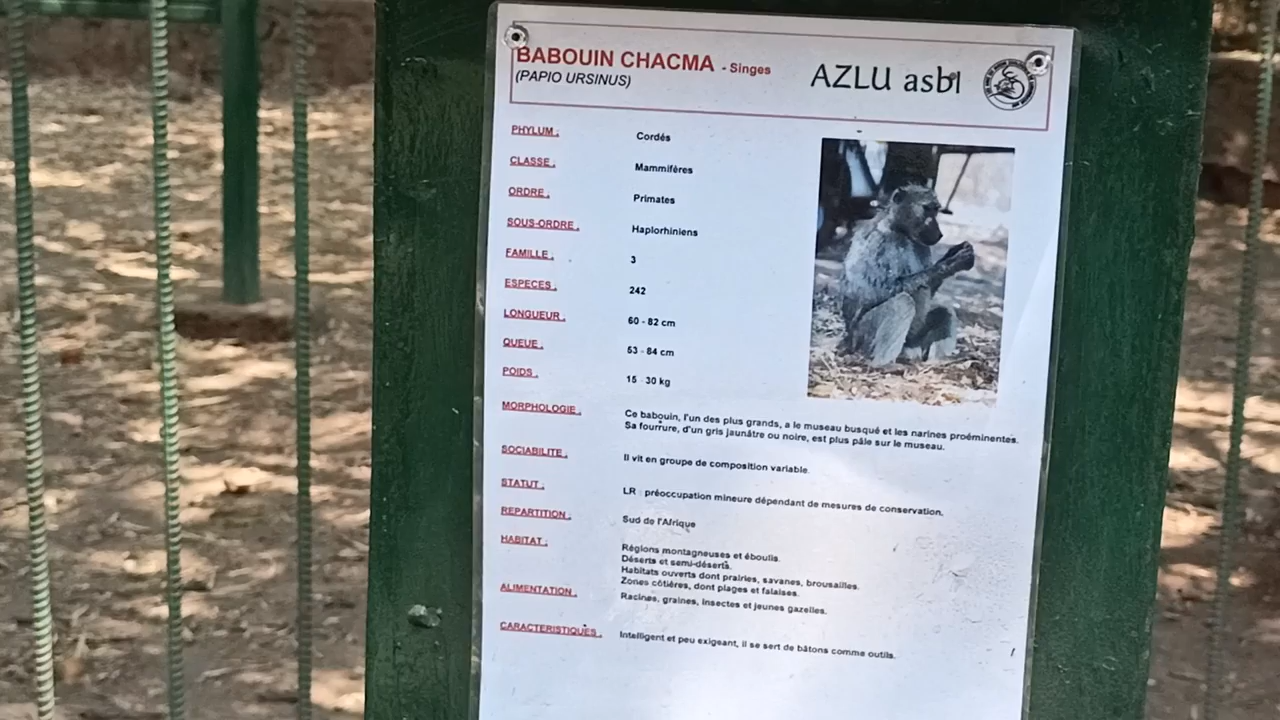 BABOUIN CHACMA - Singes
(PAPIO URSINUS)
AZLU asbl
PHYLUM : Cordés
CLASSE : Mammifères
ORDRE : Primates
SOUS-ORDRE : Haplorhiniens
FAMILLE : 3
ESPECES : 242
LONGUEUR : 60 - 82 cm
QUEUE : 53 - 84 cm
POIDS : 15 - 30 kg
MORPHOLOGIE : Ce babouin, l'un des plus grands, a le museau busqué et les narines proéminentes.
Sa fourrure, d'un gris jaunâtre ou noire, est plus pâle sur le museau.
SOCIABILITE : Il vit en groupe de composition variable.
STATUT : LR : préoccupation mineure dépendant de mesures de conservation.
REPARTITION : Sud de l'Afrique
HABITAT : Régions montagneuses et éboulis.
Déserts et semi-déserts.
Habitats ouverts dont prairies, savanes, brousailles.
Zones côtières, dont plages et falaises.
ALIMENTATION : Racines, graines, insectes et jeunes gazelles.
CARACTERISTIQUES : Intelligent et peu exigeant, il se sert de bâtons comme outils.